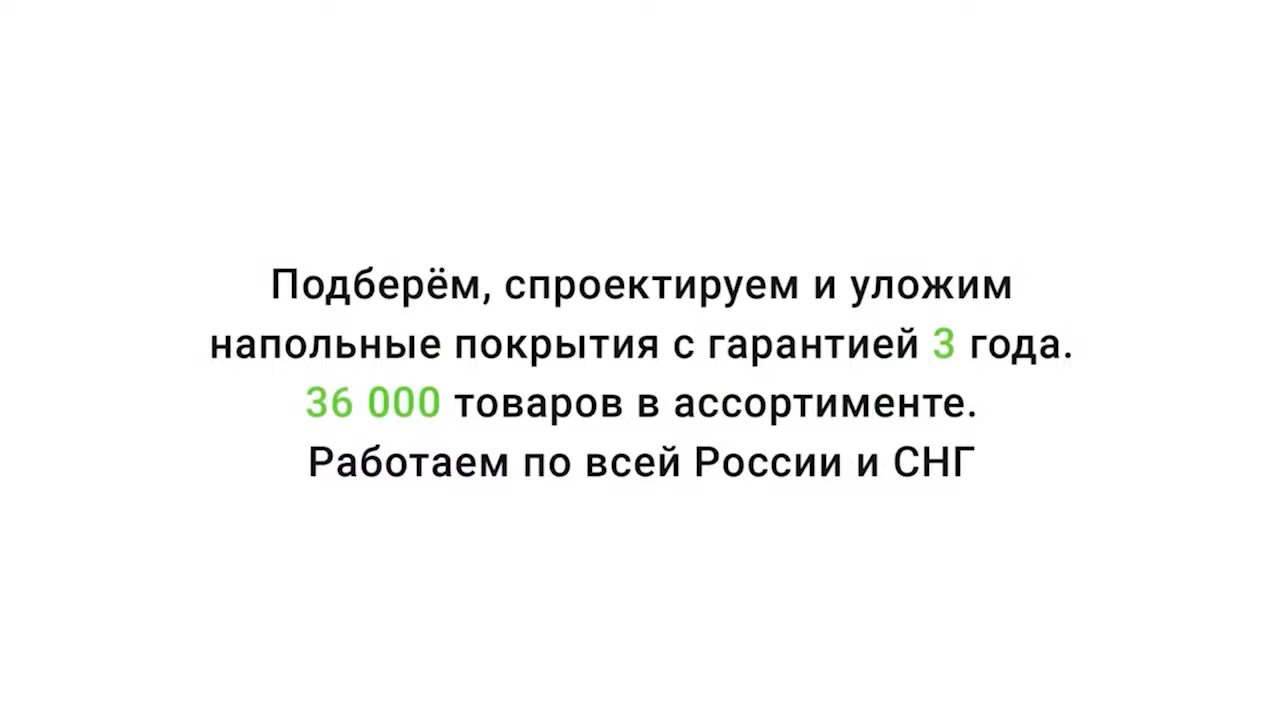 Подберём, спроектируем и уложим
напольные покрытия с гарантией 3 года.
36 000 товаров в ассортименте.
Работаем по всей России и СНГ